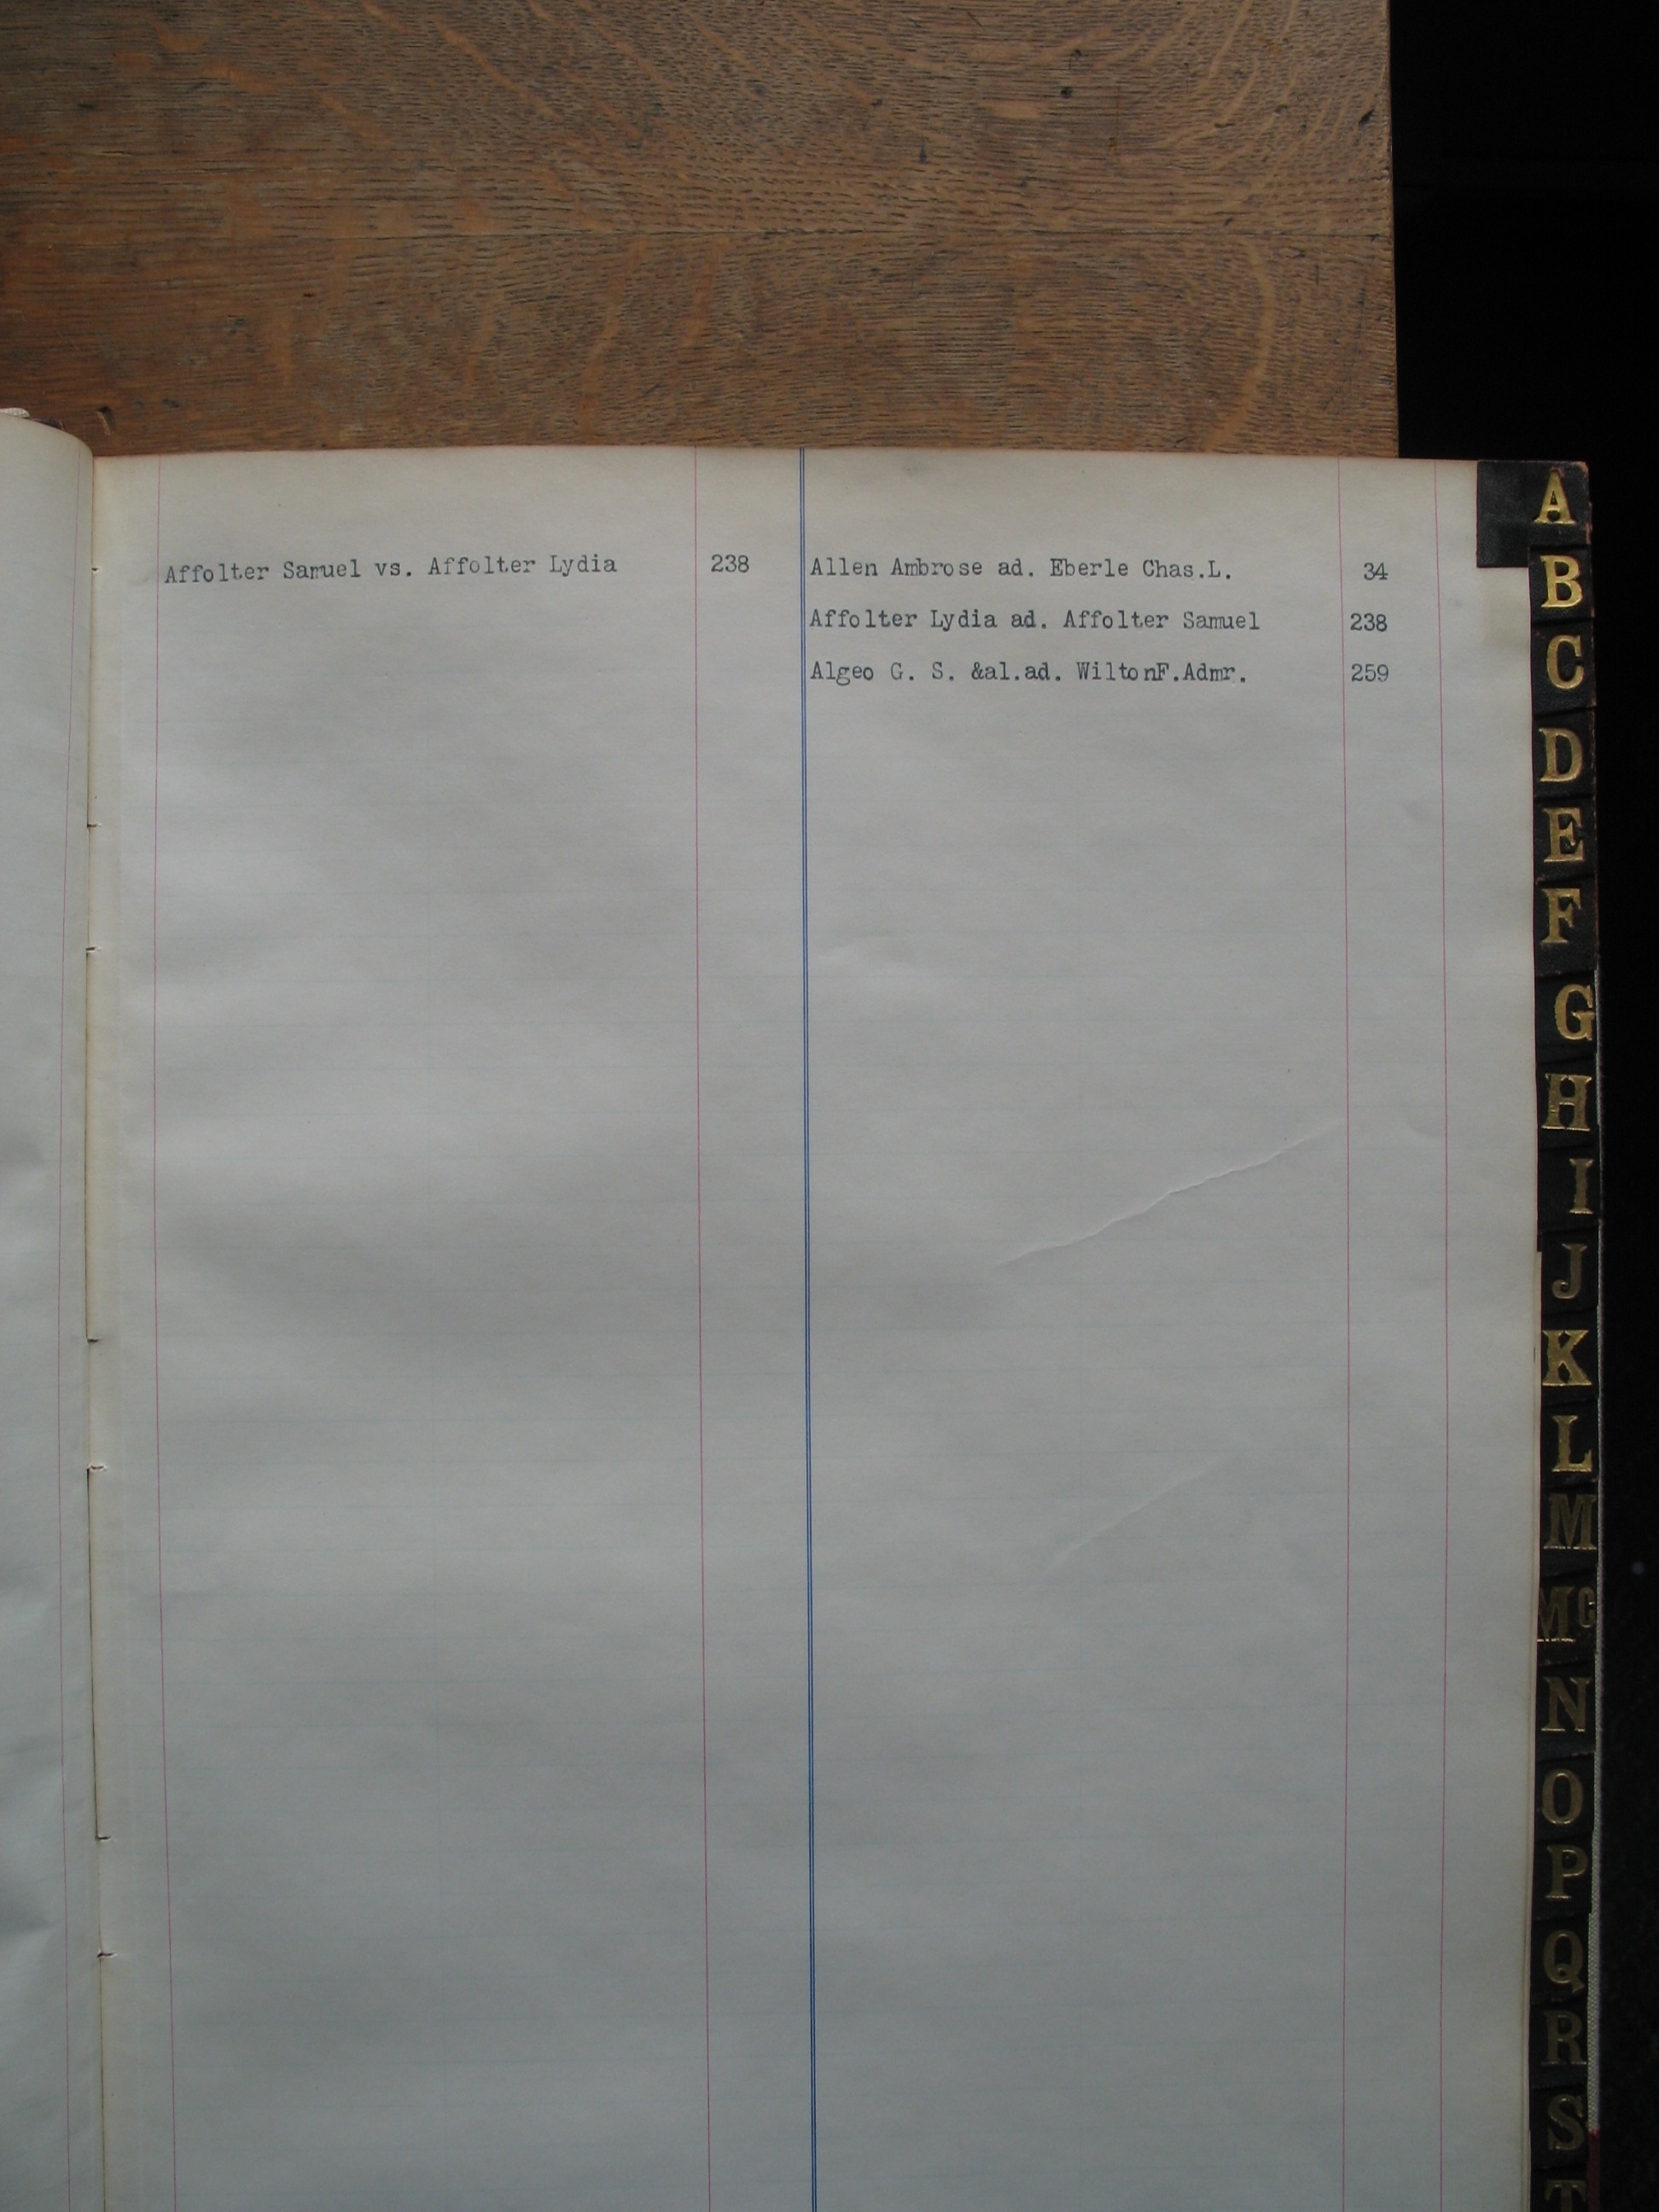 Affolter Samuel vs. Affolter Lydia 238
Allen Ambrose ad. Eberle Chas.L. 34
Affolter Lydia ad. Affolter Samuel 238
Algeo G. S. &al.ad. WiltonF.Admr. 259
A
B
C
D
E
F
G
H
I
J
K
L
M
Mc
N
O
P
Q
R
S
T